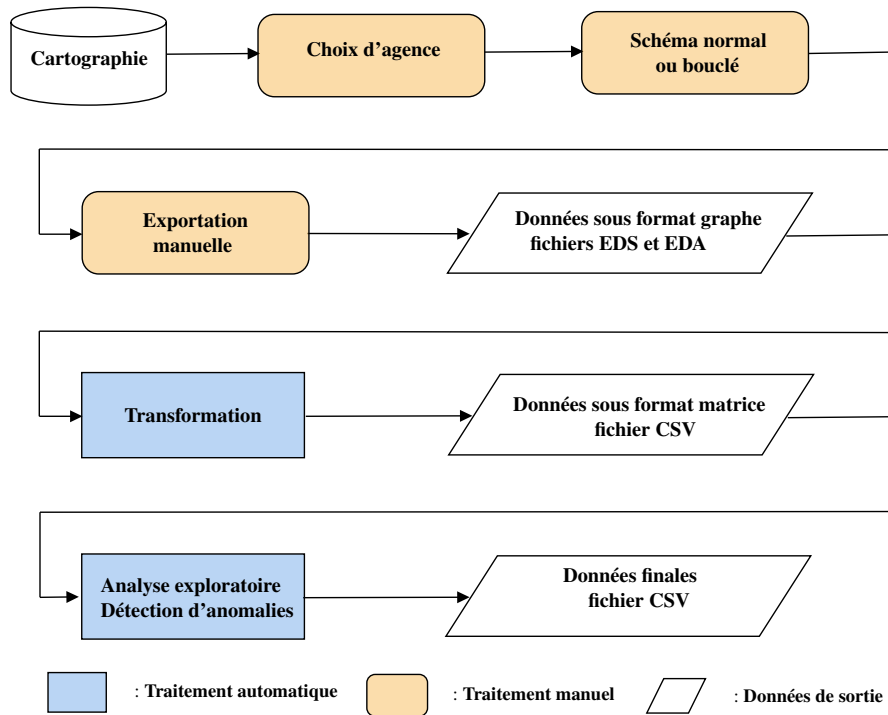 Cartographie
Choix d'agence
Schéma normal
ou bouclé
Exportation
manuelle
Données sous format graphe
fichiers EDS et EDA
Transformation
Données sous format matrice
fichier CSV
Analyse exploratoire
Détection d'anomalies
Données finales
fichier CSV
: Traitement automatique
: Traitement manuel
: Données de sortie